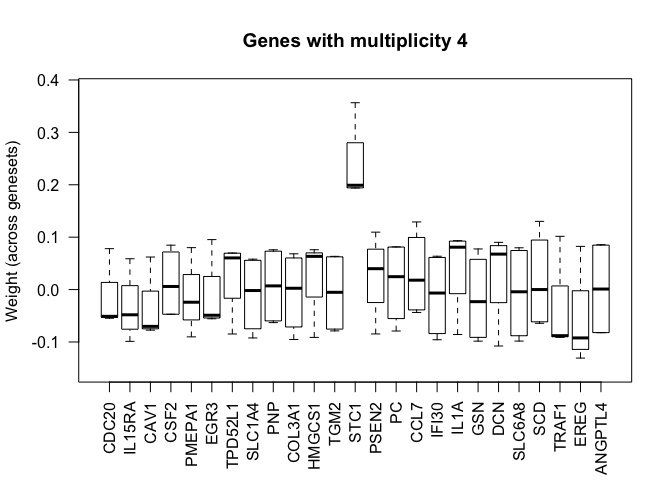 Genes with multiplicity 4
Weight (across genesets)
0.4
0.3
0.2
0.1
0.0
-0.1
CDC20
IL15RA
CAV1
CSF2
PMEPA1
EGR3
TPD52L1
SLC1A4
PNP
COL3A1
HMGCS1
TGM2
STC1
PSEN2
PC
CCL7
IFI30
IL1A
GSN
DCN
SLC6A8
SCD
TRAF1
EREG
ANGPTL4